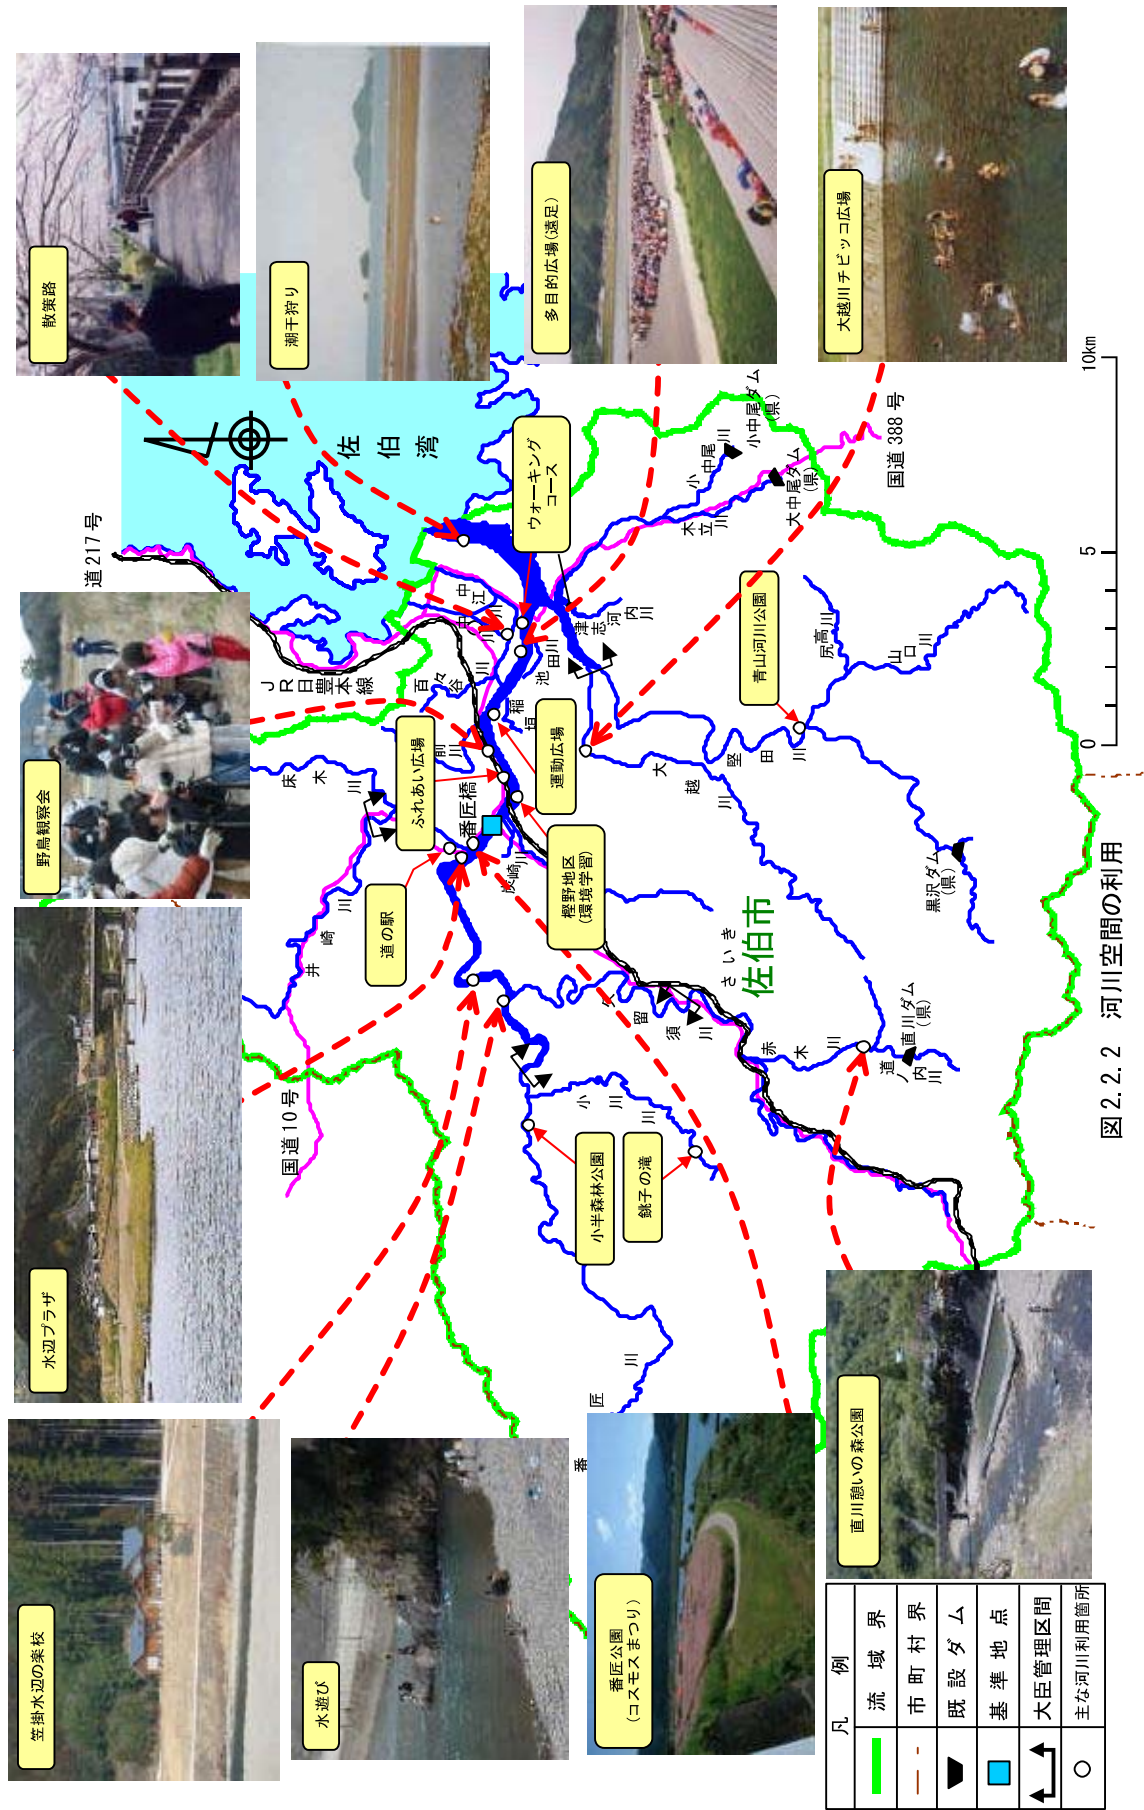 笠掛水辺の楽校
水辺プラザ
野鳥観察会
散策路
水遊び
潮干狩り
番匠公園
(コスモスまつり)
多目的広場(遠足)
直川憩いの森公園
大越川チビッコ広場
道217号
佐伯湾
JR日豊本線
国道10号
国道388号
ウォーキング
コース
ふれあい広場
運動広場
道の駅
樫野地区
(環境学習)
青山河川公園
小半森林公園
銚子の滝
番匠橋
さいき
佐伯市
床木川
井崎川
百々谷川
前川
中江川
中川
池田川
稲垣
津志河内川
木立川
小中尾川
小中尾ダム
(県)
大中尾ダム
(県)
大越川
堅田川
尻高川
山口川
黒沢ダム
(県)
久留須川
赤木川
直川ダム
(県)
道ノ内川
小川川
番匠川
0 5 10km
凡例
流域界
市町村界
既設ダム
基準地点
大臣管理区間
主な河川利用箇所
図2.2.2 河川空間の利用